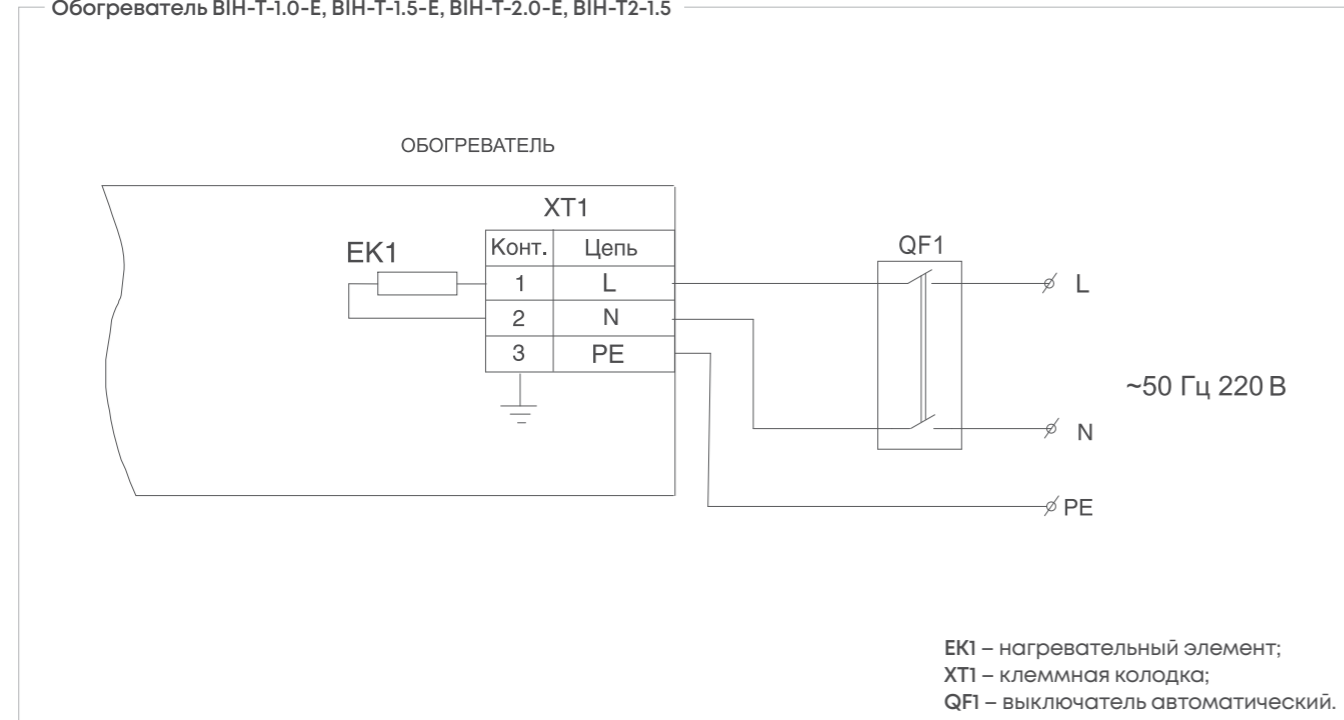 Обогреватель BIH-T-1.0-E, BIH-T-1.5-E, BIH-T-2.0-E, BIH-T2-1.5
ОБОГРЕВАТЕЛЬ
XT1
EK1
Конт. Цепь
1 L
2 N
3 PE
QF1
L
~50 Гц 220 В
N
PE
EK1 – нагревательный элемент;
XT1 – клеммная колодка;
QF1 – выключатель автоматический.